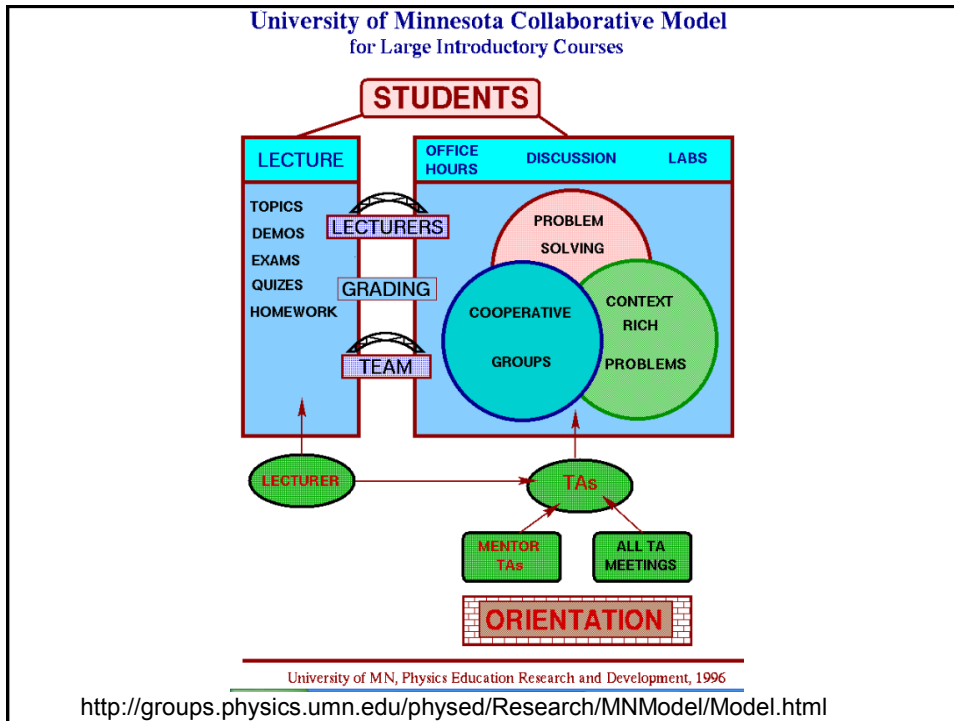 University of Minnesota Collaborative Model
for Large Introductory Courses
STUDENTS
LECTURE
TOPICS
DEMOS
EXAMS
QUIZES
HOMEWORK
LECTURERS
GRADING
TEAM
OFFICE
HOURS
DISCUSSION
LABS
PROBLEM
SOLVING
COOPERATIVE
GROUPS
CONTEXT
RICH
PROBLEMS
LECTURER
TAs
MENTOR
TAs
ALL TA
MEETINGS
ORIENTATION
University of MN, Physics Education Research and Development, 1996
http://groups.physics.umn.edu/physed/Research/MNModel/Model.html